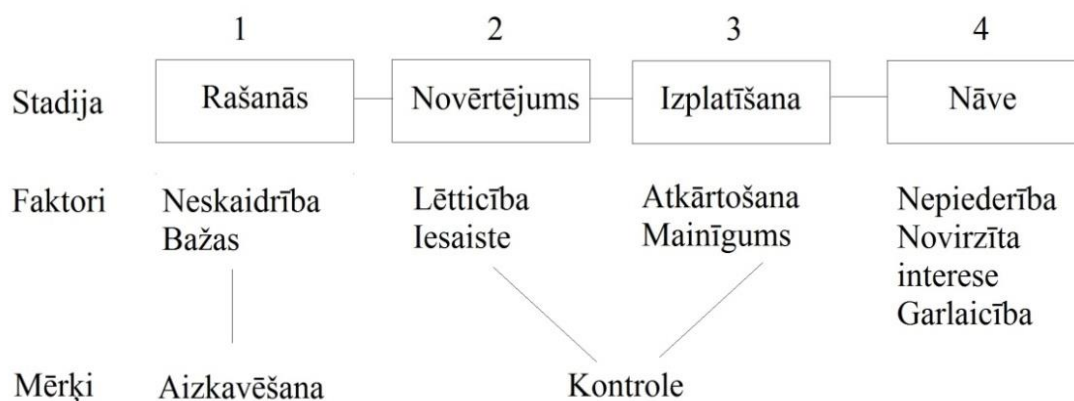 1 2 3 4
Stadija Rašanās Novērtējums Izplatīšana Nāve
Faktori Neskaidrība Lētticība Atkārtošana Nepiederība
Bažas Iesaiste Mainīgums Novirzīta
interese
Garlaicība
Mērķi Aizkavēšana Kontrole